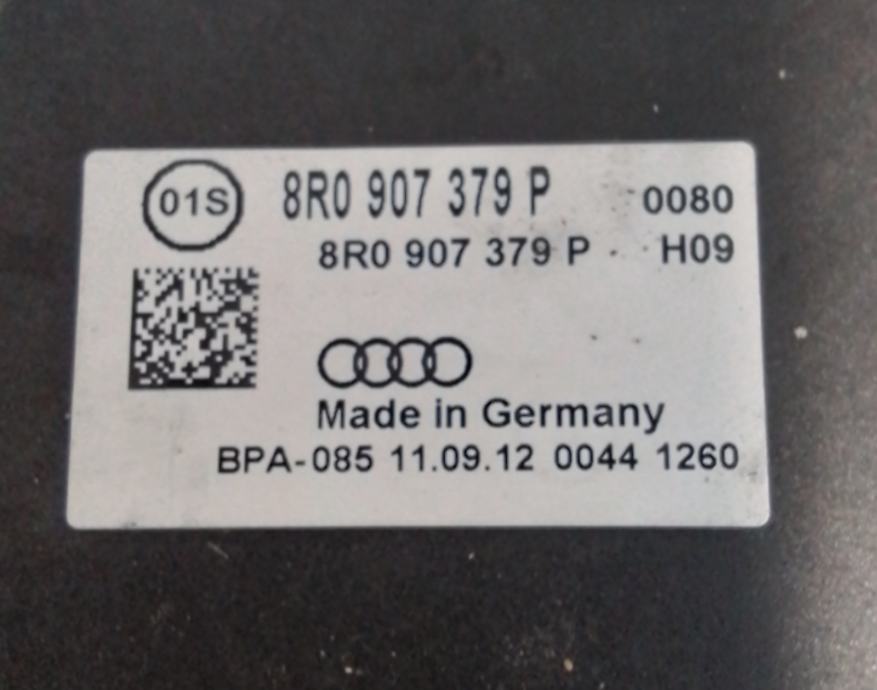 01S 8R0 907 379 P 0080
8R0 907 379 P H09
Made in Germany
BPA-085 11.09.12 0044 1260